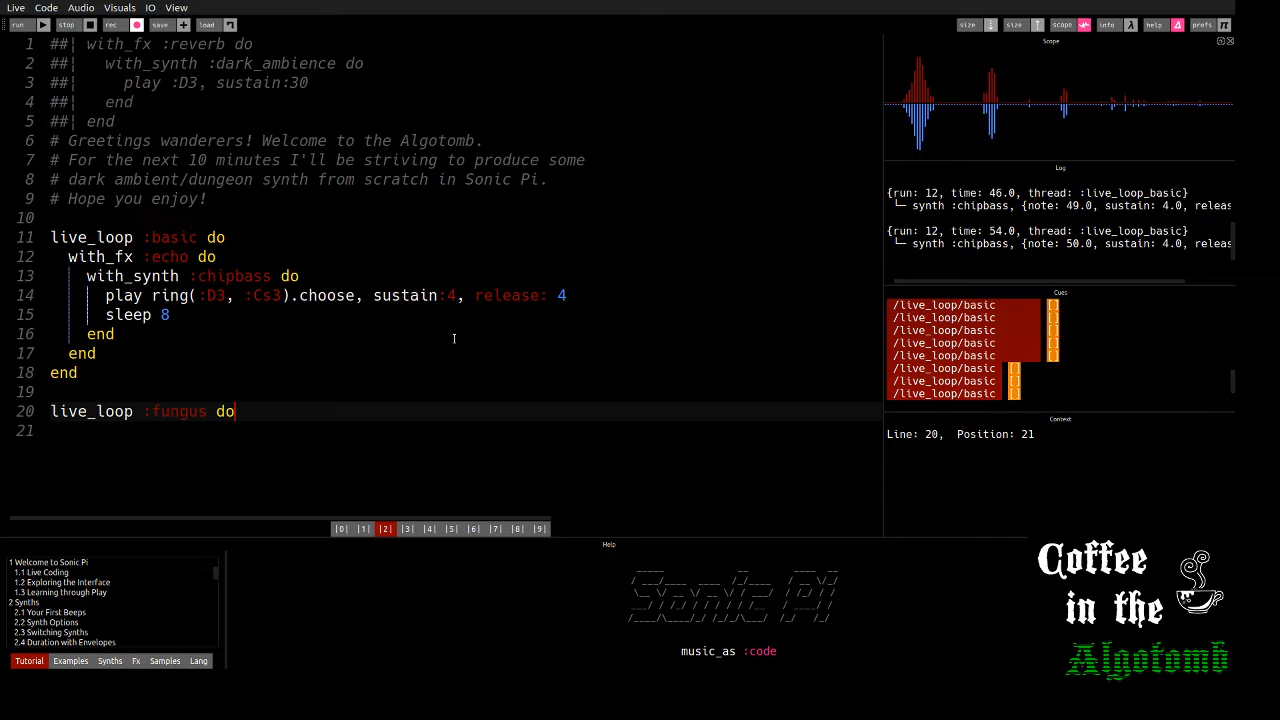 Live Code Audio Visuals IO View
run stop rec save + load size size scope info λ help prefs π
1 ##| with_fx :reverb do
2 ##|   with_synth :dark_ambience do
3 ##|     play :D3, sustain:30
4 ##|   end
5 ##| end
6 # Greetings wanderers! Welcome to the Algotomb.
7 # For the next 10 minutes I'll be striving to produce some
8 # dark ambient/dungeon synth from scratch in Sonic Pi.
9 # Hope you enjoy!
10
11 live_loop :basic do
12   with_fx :echo do
13     with_synth :chipbass do
14       play ring(:D3, :Cs3).choose, sustain:4, release: 4
15       sleep 8
16     end
17   end
18 end
19
20 live_loop :fungus do
21
|0| |1| |2| |3| |4| |5| |6| |7| |8| |9|
Scope
Log
{run: 12, time: 46.0, thread: :live_loop_basic}
└─ synth :chipbass, {note: 49.0, sustain: 4.0, releas
{run: 12, time: 54.0, thread: :live_loop_basic}
└─ synth :chipbass, {note: 50.0, sustain: 4.0, releas
Cues
/live_loop/basic []
/live_loop/basic []
/live_loop/basic []
/live_loop/basic []
/live_loop/basic []
/live_loop/basic []
/live_loop/basic []
/live_loop/basic []
Context
Line: 20,  Position: 21
Help
1 Welcome to Sonic Pi
1.1 Live Coding
1.2 Exploring the Interface
1.3 Learning through Play
2 Synths
2.1 Your First Beeps
2.2 Synth Options
2.3 Switching Synths
2.4 Duration with Envelopes
Tutorial Examples Synths Fx Samples Lang
Sonic Pi
music_as :code
Coffee
in the
Algotomb